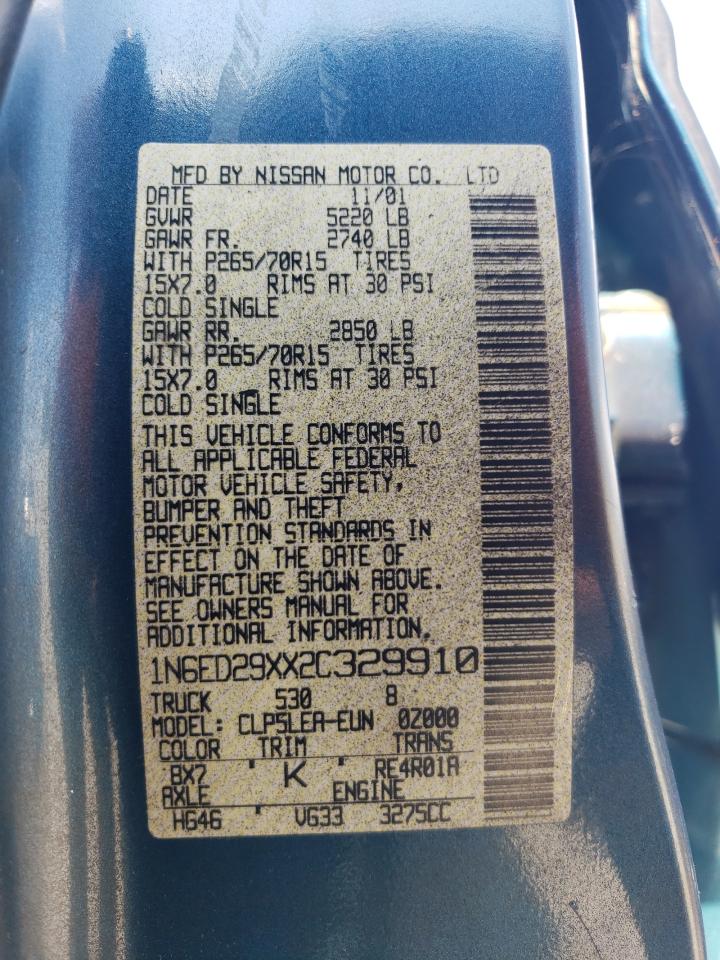 MFD BY NISSAN MOTOR CO. LTD
DATE 11/01
GVWR 5220 LB
GAWR FR. 2740 LB
WITH P265/70R15 TIRES
15X7.0 RIMS AT 30 PSI
COLD SINGLE
GAWR RR. 2850 LB
WITH P265/70R15 TIRES
15X7.0 RIMS AT 30 PSI
COLD SINGLE
THIS VEHICLE CONFORMS TO
ALL APPLICABLE FEDERAL
MOTOR VEHICLE SAFETY,
BUMPER AND THEFT
PREVENTION STANDARDS IN
EFFECT ON THE DATE OF
MANUFACTURE SHOWN ABOVE.
SEE OWNERS MANUAL FOR
ADDITIONAL INFORMATION.
1N6ED29XX2C329910
TRUCK 530 8
MODEL: CLPSLEA-EUN 0Z000
COLOR TRIM TRANS
BX7 ' K ' RE4R01A
AXLE ENGINE
HG46 ' VG33 3275CC